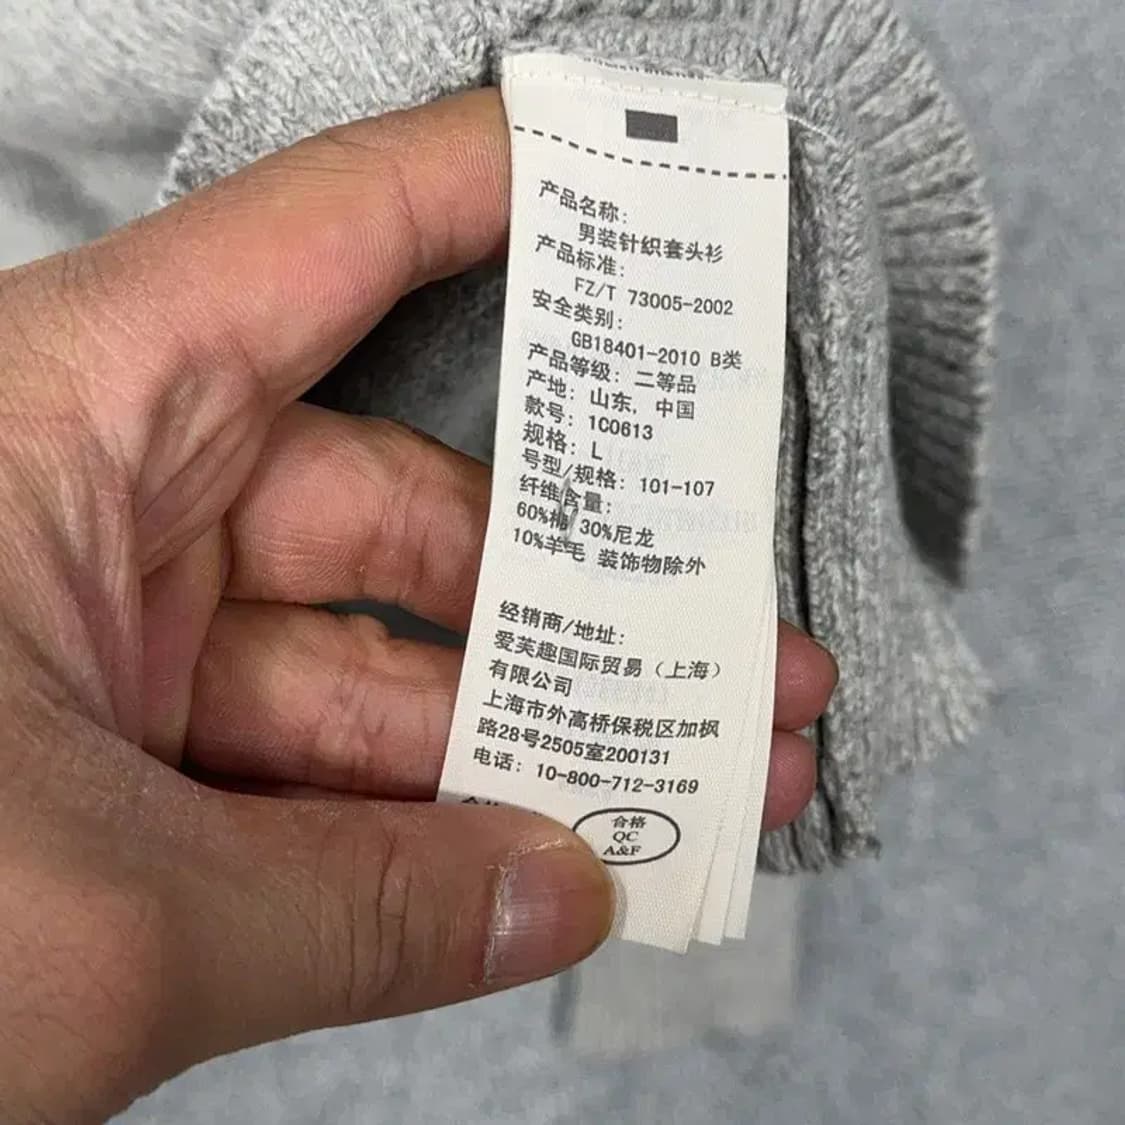 产品名称:
男装针织套头衫
产品标准:
FZ/T 73005-2002
安全类别:
GB18401-2010 B类
产品等级: 二等品
产地: 山东, 中国
款号: 1C0613
规格: L
号型/规格: 101-107
纤维含量:
60%棉 30%尼龙
10%羊毛 装饰物除外
经销商/地址:
爱芙趣国际贸易（上海）
有限公司
上海市外高桥保税区加枫
路28号2505室200131
电话: 10-800-712-3169
合格
QC
A&F